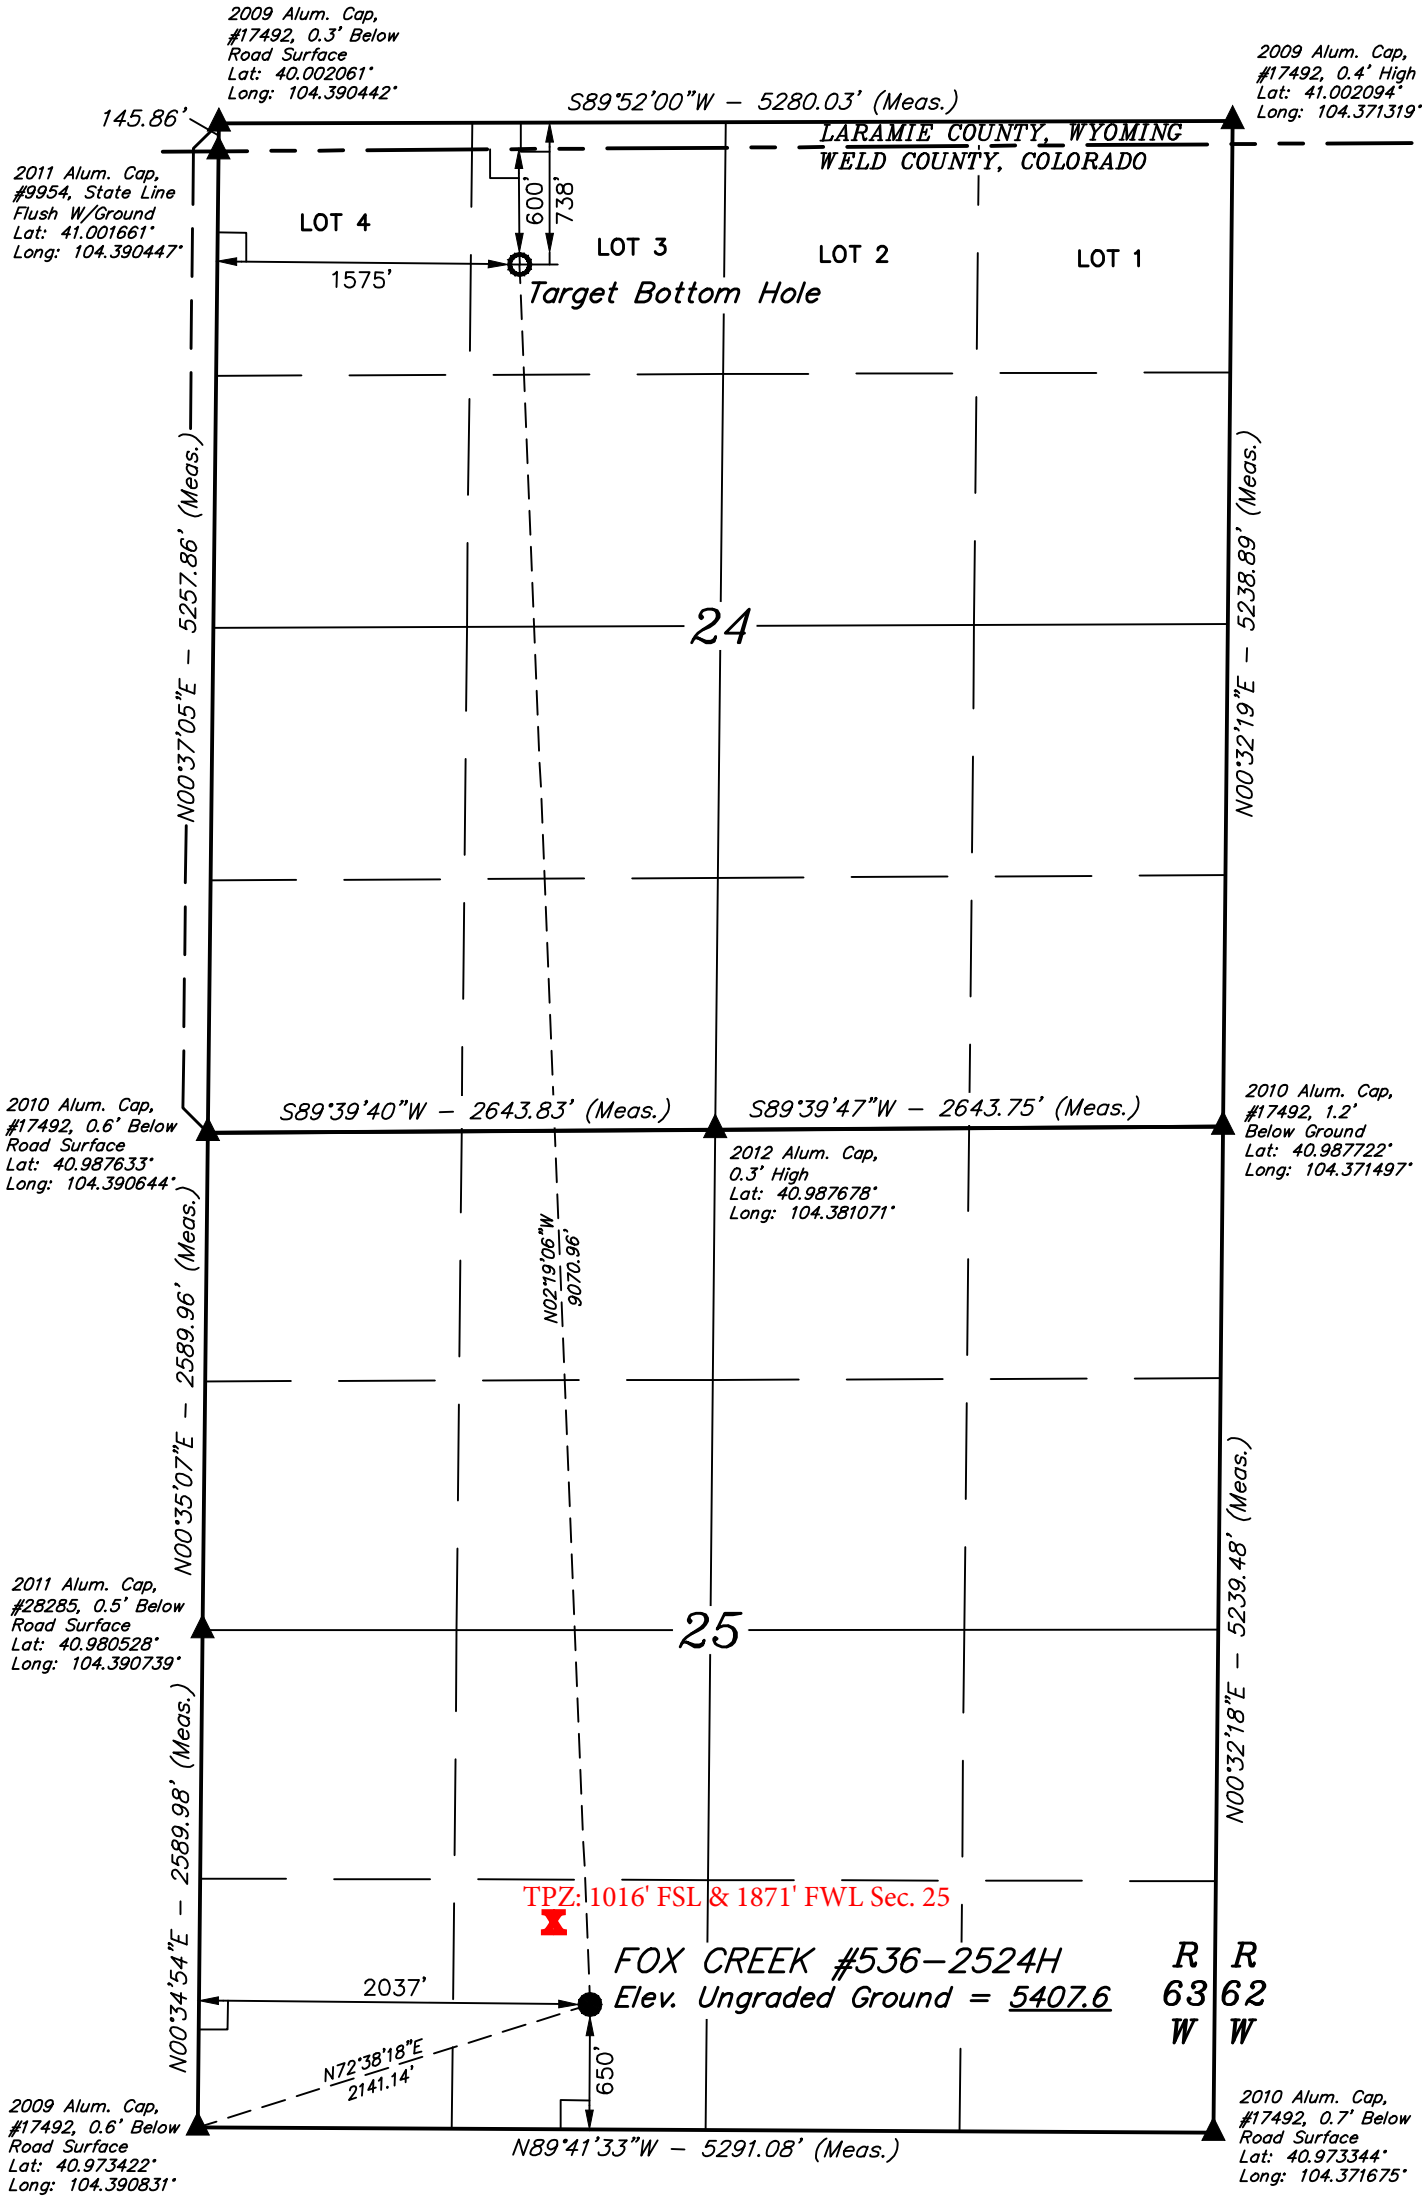 2009 Alum. Cap,
#17492, 0.3' Below
Road Surface
Lat: 40.002061°
Long: 104.390442°
2009 Alum. Cap,
#17492, 0.4' High
Lat: 41.002094°
Long: 104.371319°
145.86'
S89°52'00"W - 5280.03' (Meas.)
LARAMIE COUNTY, WYOMING
WELD COUNTY, COLORADO
2011 Alum. Cap,
#9954, State Line
Flush W/Ground
Lat: 41.001661°
Long: 104.390447°
LOT 4
600'
738'
LOT 3
LOT 2
LOT 1
1575'
Target Bottom Hole
N00°37'05"E - 5257.86' (Meas.)
N00°32'19"E - 5238.89' (Meas.)
24
2010 Alum. Cap,
#17492, 0.6' Below
Road Surface
Lat: 40.987633°
Long: 104.390644°
S89°39'40"W - 2643.83' (Meas.)
S89°39'47"W - 2643.75' (Meas.)
2010 Alum. Cap,
#17492, 1.2'
Below Ground
Lat: 40.987722°
Long: 104.371497°
2012 Alum. Cap,
0.3' High
Lat: 40.987678°
Long: 104.381071°
N02°19'06"W
9070.96'
N00°35'07"E - 2589.96' (Meas.)
N00°32'18"E - 5239.48' (Meas.)
2011 Alum. Cap,
#28285, 0.5' Below
Road Surface
Lat: 40.980528°
Long: 104.390739°
25
N00°34'54"E - 2589.98' (Meas.)
TPZ: 1016' FSL & 1871' FWL Sec. 25
FOX CREEK #536-2524H
Elev. Ungraded Ground = 5407.6
R R
63 62
W W
2037'
N72°38'18"E
2141.14'
650'
2009 Alum. Cap,
#17492, 0.6' Below
Road Surface
Lat: 40.973422°
Long: 104.390831°
N89°41'33"W - 5291.08' (Meas.)
2010 Alum. Cap,
#17492, 0.7' Below
Road Surface
Lat: 40.973344°
Long: 104.371675°